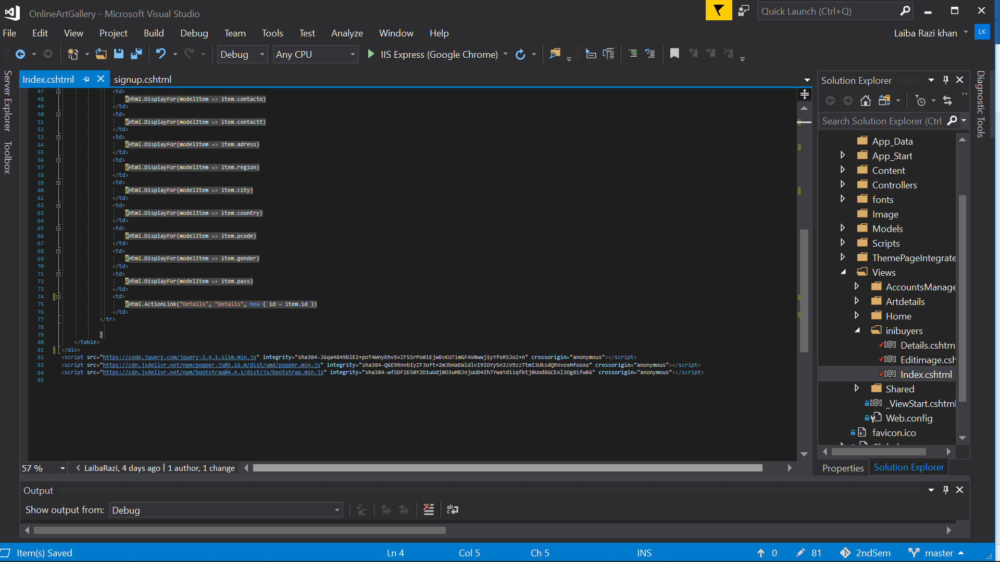 OnlineArtGallery - Microsoft Visual Studio
Quick Launch (Ctrl+Q)
File Edit View Project Build Debug Team Tools Test Analyze Window Help
Laiba Razi khan LK
Debug Any CPU IIS Express (Google Chrome)
Server Explorer
Toolbox
Index.cshtml signup.cshtml
47 <td>
48 @Html.DisplayFor(modelItem => item.contacto)
49 </td>
50 <td>
51 @Html.DisplayFor(modelItem => item.contactt)
52 </td>
53 <td>
54 @Html.DisplayFor(modelItem => item.adress)
55 </td>
56 <td>
57 @Html.DisplayFor(modelItem => item.region)
58 </td>
59 <td>
60 @Html.DisplayFor(modelItem => item.city)
61 </td>
62 <td>
63 @Html.DisplayFor(modelItem => item.country)
64 </td>
65 <td>
66 @Html.DisplayFor(modelItem => item.pcode)
67 </td>
68 <td>
69 @Html.DisplayFor(modelItem => item.gender)
70 </td>
71 <td>
72 @Html.DisplayFor(modelItem => item.pass)
73 </td>
74 <td>
75 @Html.ActionLink("Details", "Details", new { id = item.id })
76 </td>
77 </tr>
78
79 }
80 </table>
81 </div>
82 <script src="https://code.jquery.com/jquery-3.4.1.slim.min.js" integrity="sha384-J6qa4849blE2+poT4WnyKhv5vZF5SrPo0iEjwBvKU7imGFAV0wwj1yYfoRSJoZ+n" crossorigin="anonymous"></script>
83 <script src="https://cdn.jsdelivr.net/npm/popper.js@1.16.0/dist/umd/popper.min.js" integrity="sha384-Q6E9RHvbIyZFJoft+2mJbHaEWldlvI9IOYy5n3zV9zzTtmI3UksdQRVvoxMfooAo" crossorigin="anonymous"></script>
84 <script src="https://cdn.jsdelivr.net/npm/bootstrap@4.4.1/dist/js/bootstrap.min.js" integrity="sha384-wfSDF2E50Y2D1uUdj0O3uMBJnjuUD4Ih7YwaYd1iqfktj0Uod8GCExl3Og8ifwB6" crossorigin="anonymous"></script>
85
57 % LaibaRazi, 4 days ago | 1 author, 1 change
Solution Explorer
Search Solution Explorer (Ctrl
App_Data
App_Start
Content
Controllers
fonts
Image
Models
Scripts
ThemePageIntegrate
Views
AccountsManage
Artdetails
Home
inibuyers
Details.cshtm
Editimage.csh
Index.cshtml
Shared
_ViewStart.cshtml
Web.config
favicon.ico
Properties Solution Explorer
Diagnostic Tools
Output
Show output from: Debug
Item(s) Saved Ln 4 Col 5 Ch 5 INS 0 81 2ndSem master